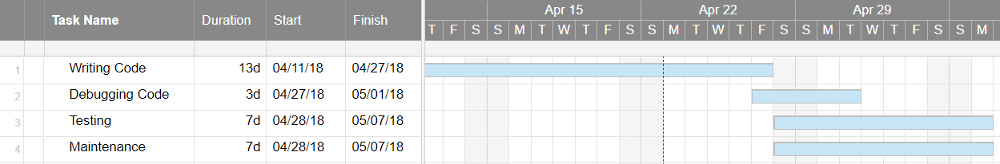 Task Name Duration Start Finish Apr 15 Apr 22 Apr 29
T F S S M T W T F S S M T W T F S S M T W T F S S M
1 Writing Code 13d 04/11/18 04/27/18
2 Debugging Code 3d 04/27/18 05/01/18
3 Testing 7d 04/28/18 05/07/18
4 Maintenance 7d 04/28/18 05/07/18